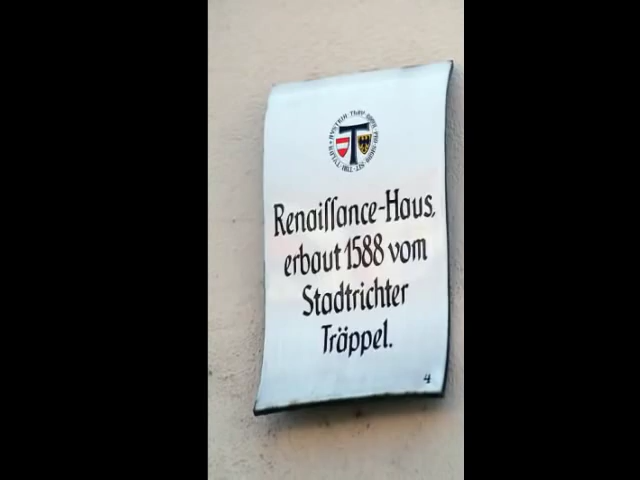 Renaiſſance-Haus,
erbaut 1588 vom
Stadtrichter
Träppel.
4
T